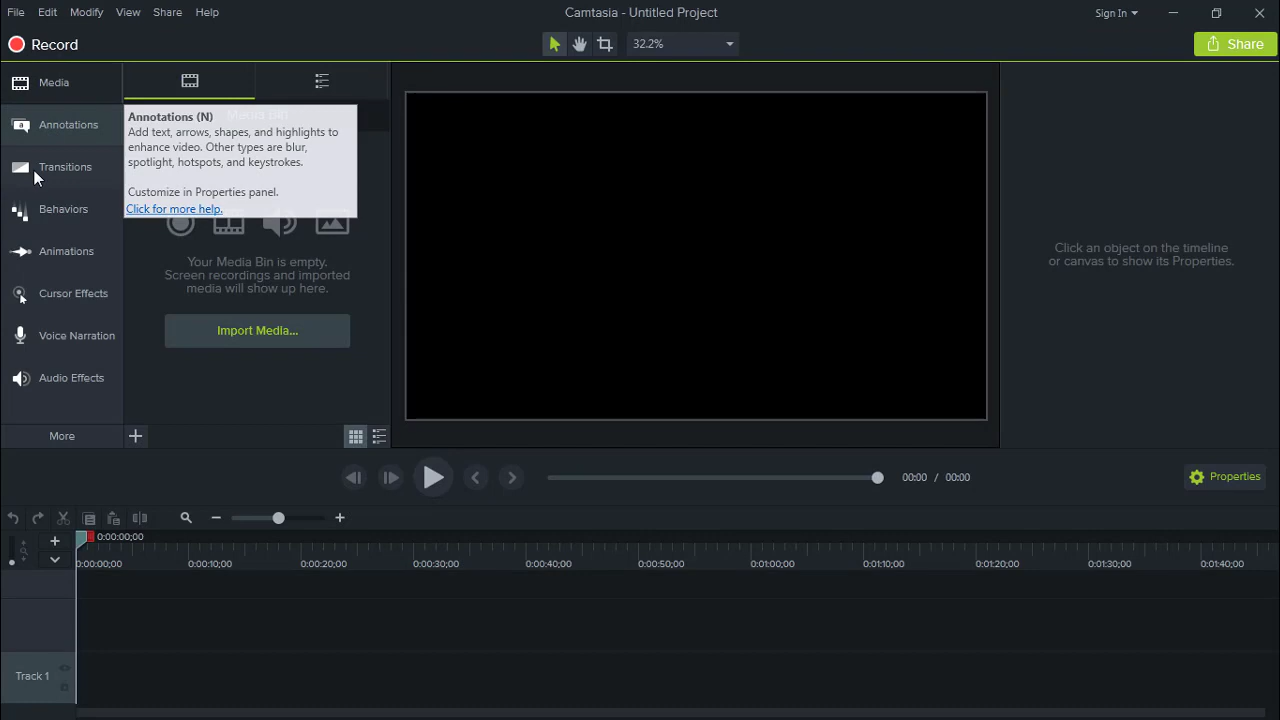 File Edit Modify View Share Help
Camtasia - Untitled Project
Sign In
Record
32.2%
Share
Media
Annotations
Transitions
Behaviors
Animations
Cursor Effects
Voice Narration
Audio Effects
More
Annotations (N)
Add text, arrows, shapes, and highlights to
enhance video. Other types are blur,
spotlight, hotspots, and keystrokes.
Customize in Properties panel.
Click for more help.
Your Media Bin is empty.
Screen recordings and imported
media will show up here.
Import Media...
Click an object on the timeline
or canvas to show its Properties.
00:00 / 00:00
Properties
0:00:00;00
0:00:00;00 0:00:10;00 0:00:20;00 0:00:30;00 0:00:40;00 0:00:50;00 0:01:00;00 0:01:10;00 0:01:20;00 0:01:30;00 0:01:40;00
Track 1